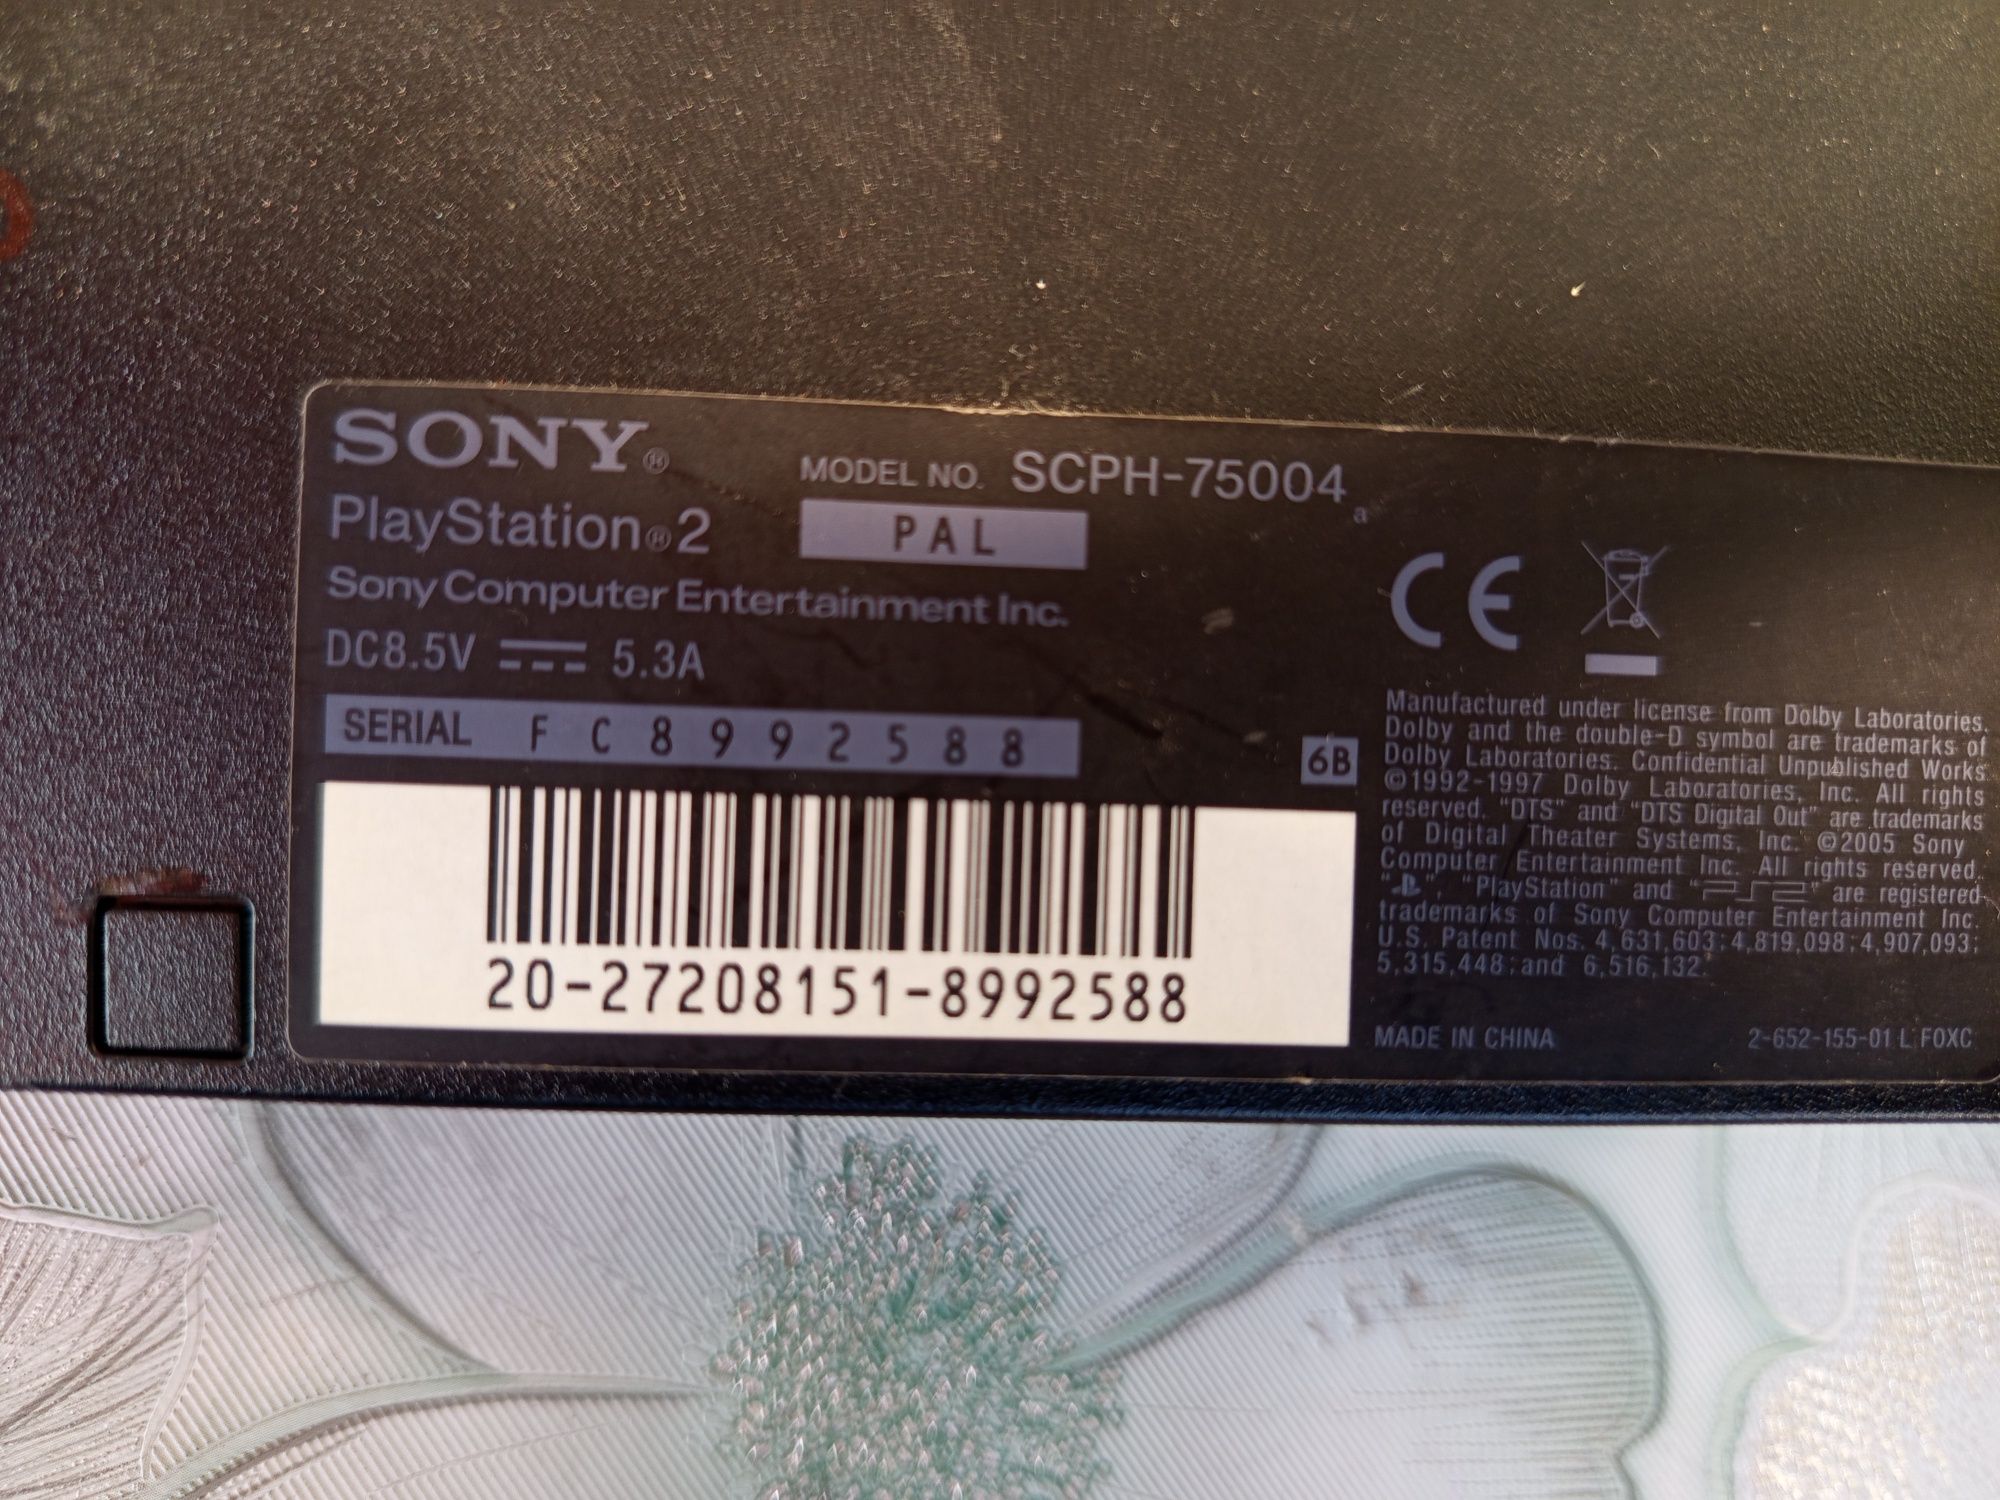 SONY®
MODEL NO. SCPH-75004 a
PlayStation®2
PAL
Sony Computer Entertainment Inc.
DC8.5V 5.3A
SERIAL FC8992588
6B
20-27208151-8992588
CE
Manufactured under license from Dolby Laboratories.
Dolby and the double-D symbol are trademarks of
Dolby Laboratories. Confidential Unpublished Works.
©1992-1997 Dolby Laboratories, Inc. All rights
reserved. "DTS" and "DTS Digital Out" are trademarks
of Digital Theater Systems, Inc. ©2005 Sony
Computer Entertainment Inc. All rights reserved.
" ", "PlayStation" and "PS2" are registered
trademarks of Sony Computer Entertainment Inc.
U.S. Patent Nos. 4,631,603; 4,819,098; 4,907,093;
5,315,448; and 6,516,132.
MADE IN CHINA
2-652-155-01 L FOXC